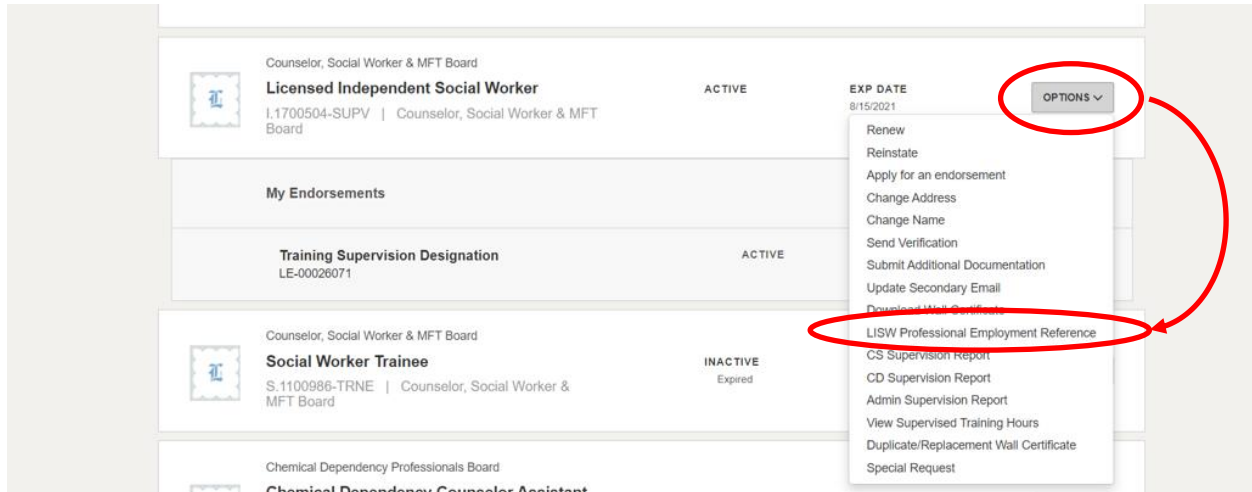 Counselor, Social Worker & MFT Board
Licensed Independent Social Worker
I.1700504-SUPV | Counselor, Social Worker & MFT
Board
ACTIVE
EXP DATE
8/15/2021
OPTIONS
Renew
Reinstate
Apply for an endorsement
Change Address
Change Name
Send Verification
Submit Additional Documentation
Update Secondary Email
Download Wall Certificate
LISW Professional Employment Reference
CS Supervision Report
CD Supervision Report
Admin Supervision Report
View Supervised Training Hours
Duplicate/Replacement Wall Certificate
Special Request
My Endorsements
Training Supervision Designation
LE-00026071
ACTIVE
Counselor, Social Worker & MFT Board
Social Worker Trainee
S.1100986-TRNE | Counselor, Social Worker &
MFT Board
INACTIVE
Expired
Chemical Dependency Professionals Board
Chemical Dependency Counselor Assistant